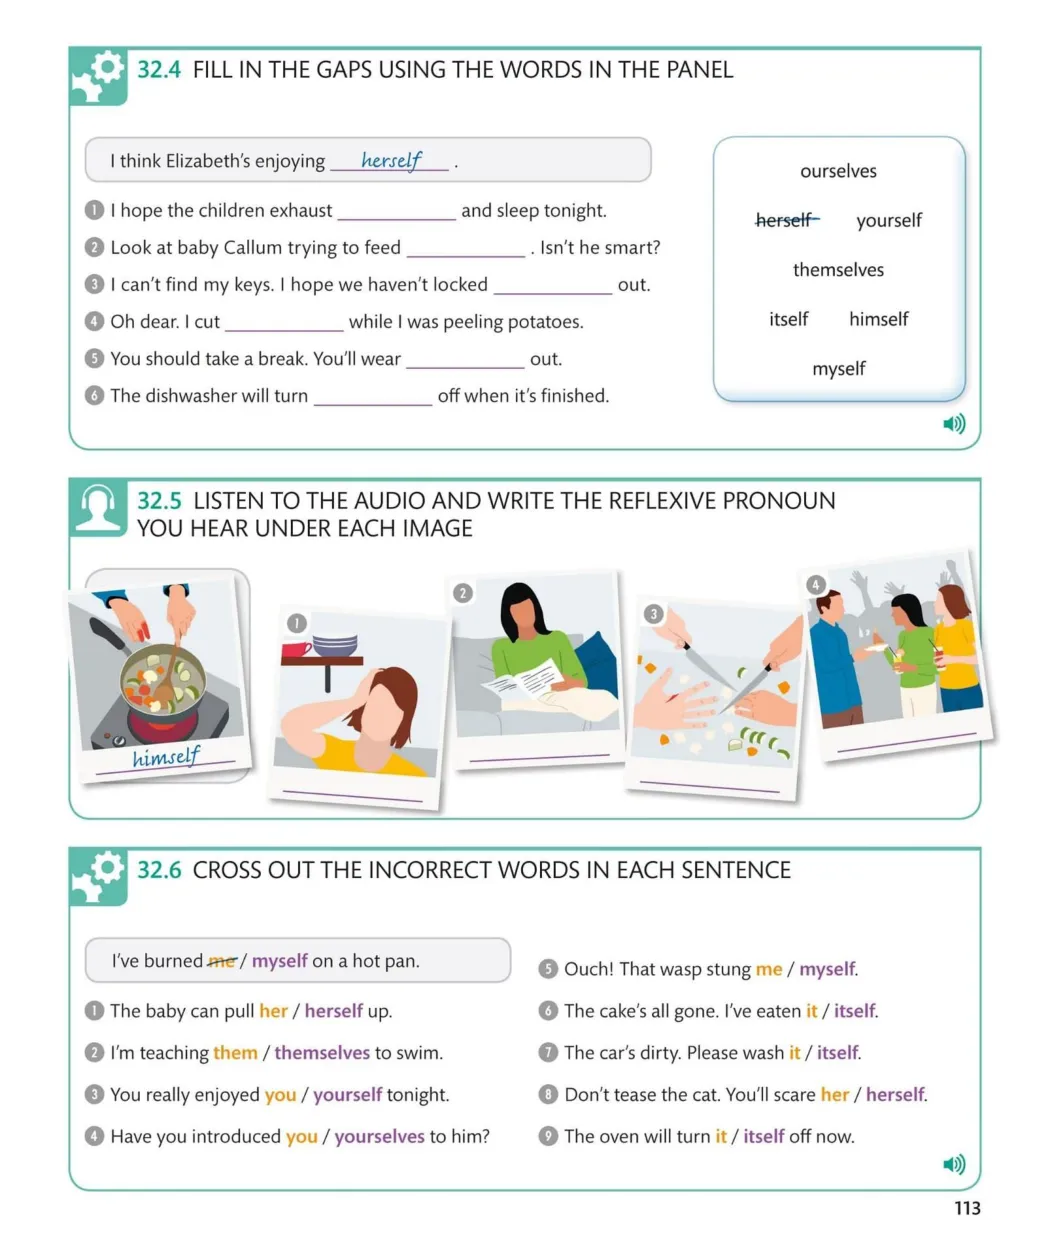 32.4 FILL IN THE GAPS USING THE WORDS IN THE PANEL
I think Elizabeth's enjoying herself .
1 I hope the children exhaust ____________ and sleep tonight.
2 Look at baby Callum trying to feed ____________ . Isn't he smart?
3 I can't find my keys. I hope we haven't locked ____________ out.
4 Oh dear. I cut ____________ while I was peeling potatoes.
5 You should take a break. You'll wear ____________ out.
6 The dishwasher will turn ____________ off when it's finished.
ourselves
herself yourself
themselves
itself himself
myself
32.5 LISTEN TO THE AUDIO AND WRITE THE REFLEXIVE PRONOUN
YOU HEAR UNDER EACH IMAGE
himself
1
2
3
4
32.6 CROSS OUT THE INCORRECT WORDS IN EACH SENTENCE
I've burned me / myself on a hot pan.
1 The baby can pull her / herself up.
2 I'm teaching them / themselves to swim.
3 You really enjoyed you / yourself tonight.
4 Have you introduced you / yourselves to him?
5 Ouch! That wasp stung me / myself.
6 The cake's all gone. I've eaten it / itself.
7 The car's dirty. Please wash it / itself.
8 Don't tease the cat. You'll scare her / herself.
9 The oven will turn it / itself off now.
113